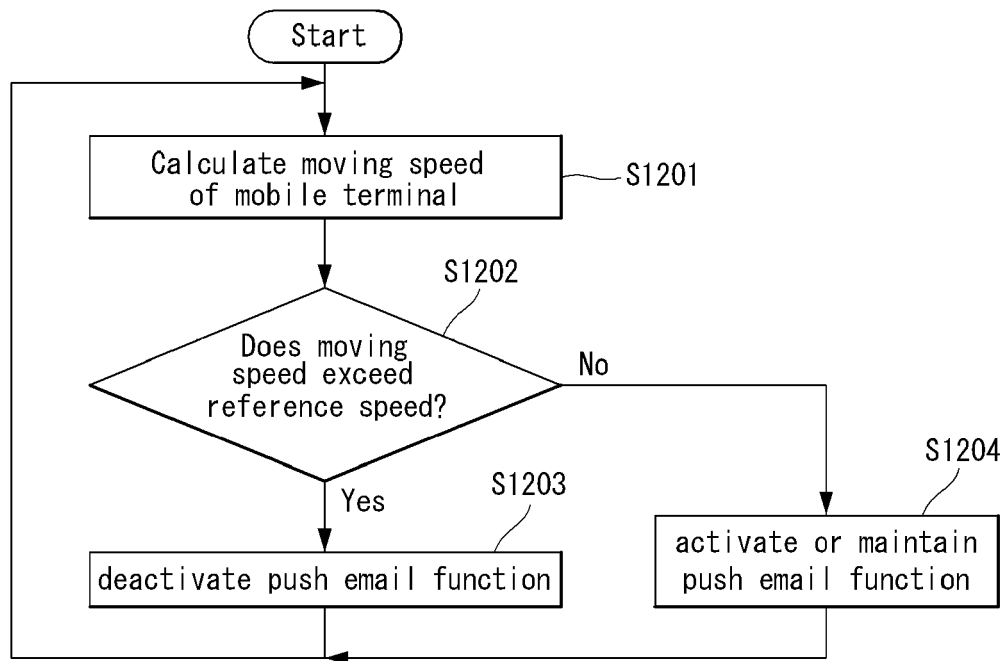 Start
Calculate moving speed
of mobile terminal
S1201
S1202
Does moving
speed exceed
reference speed?
No
Yes
S1203
deactivate push email function
S1204
activate or maintain
push email function